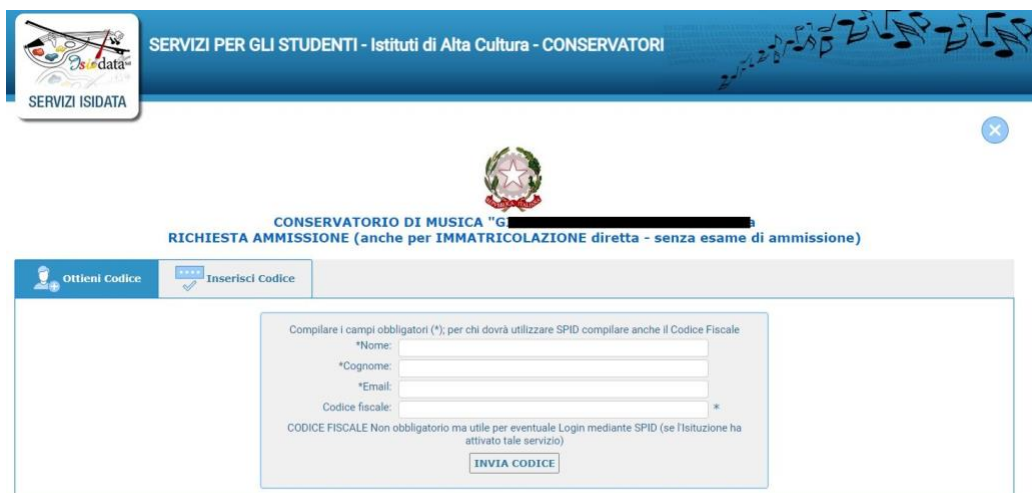 SERVIZI PER GLI STUDENTI - Istituti di Alta Cultura - CONSERVATORI
Isidata
SERVIZI ISIDATA
CONSERVATORIO DI MUSICA "G
RICHIESTA AMMISSIONE (anche per IMMATRICOLAZIONE diretta - senza esame di ammissione)
Ottieni Codice
Inserisci Codice
Compilare i campi obbligatori (*); per chi dovrà utilizzare SPID compilare anche il Codice Fiscale
*Nome:
*Cognome:
*Email:
Codice fiscale: *
CODICE FISCALE Non obbligatorio ma utile per eventuale Login mediante SPID (se l'Isituzione ha
attivato tale servizio)
INVIA CODICE